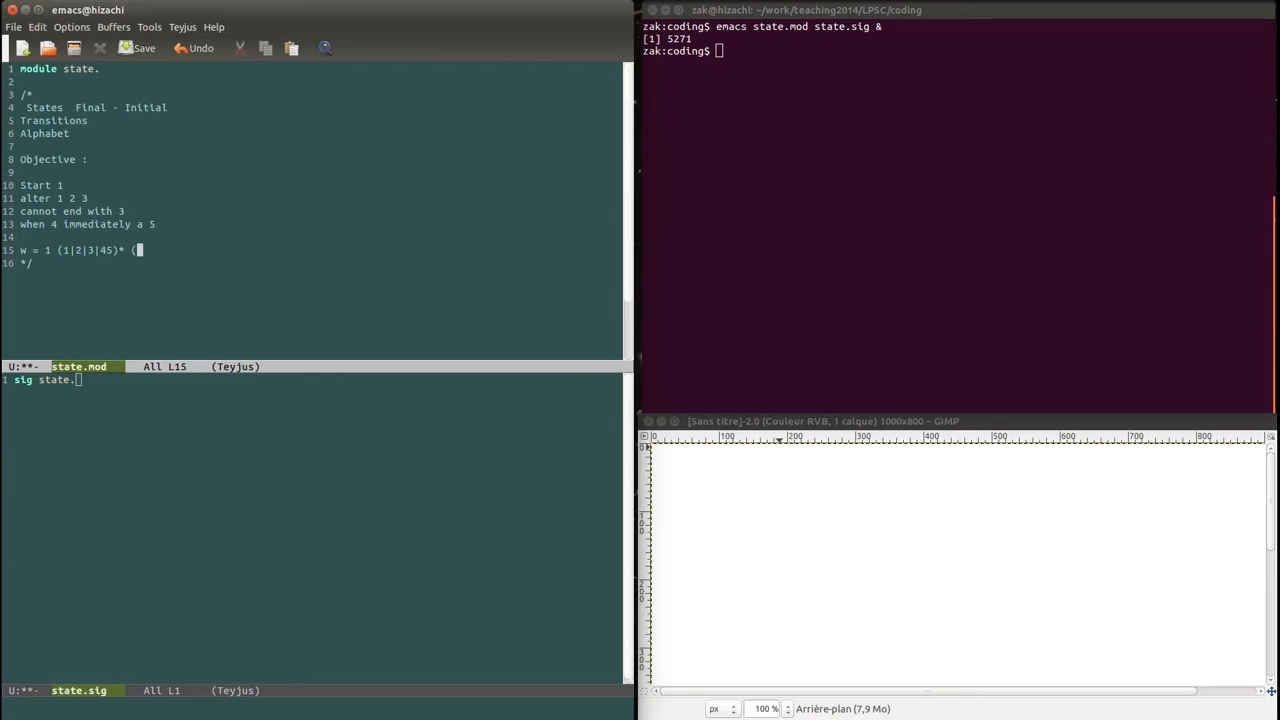 emacs@hizachi
File Edit Options Buffers Tools Teyjus Help
Save Undo
1 module state.
2
3 /*
4 States Final - Initial
5 Transitions
6 Alphabet
7
8 Objective :
9
10 Start 1
11 alter 1 2 3
12 cannot end with 3
13 when 4 immediately a 5
14
15 w = 1 (1|2|3|45)* (
16 */
U:**- state.mod All L15 (Teyjus)
1 sig state.
U:**- state.sig All L1 (Teyjus)
zak@hizachi: ~/work/teaching2014/LPSC/coding
zak:coding$ emacs state.mod state.sig &
[1] 5271
zak:coding$
[Sans titre]-2.0 (Couleur RVB, 1 calque) 1000x800 – GIMP
0 100 200 300 400 500 600 700 800
0
100
200
300
px 100 % Arrière-plan (7,9 Mo)